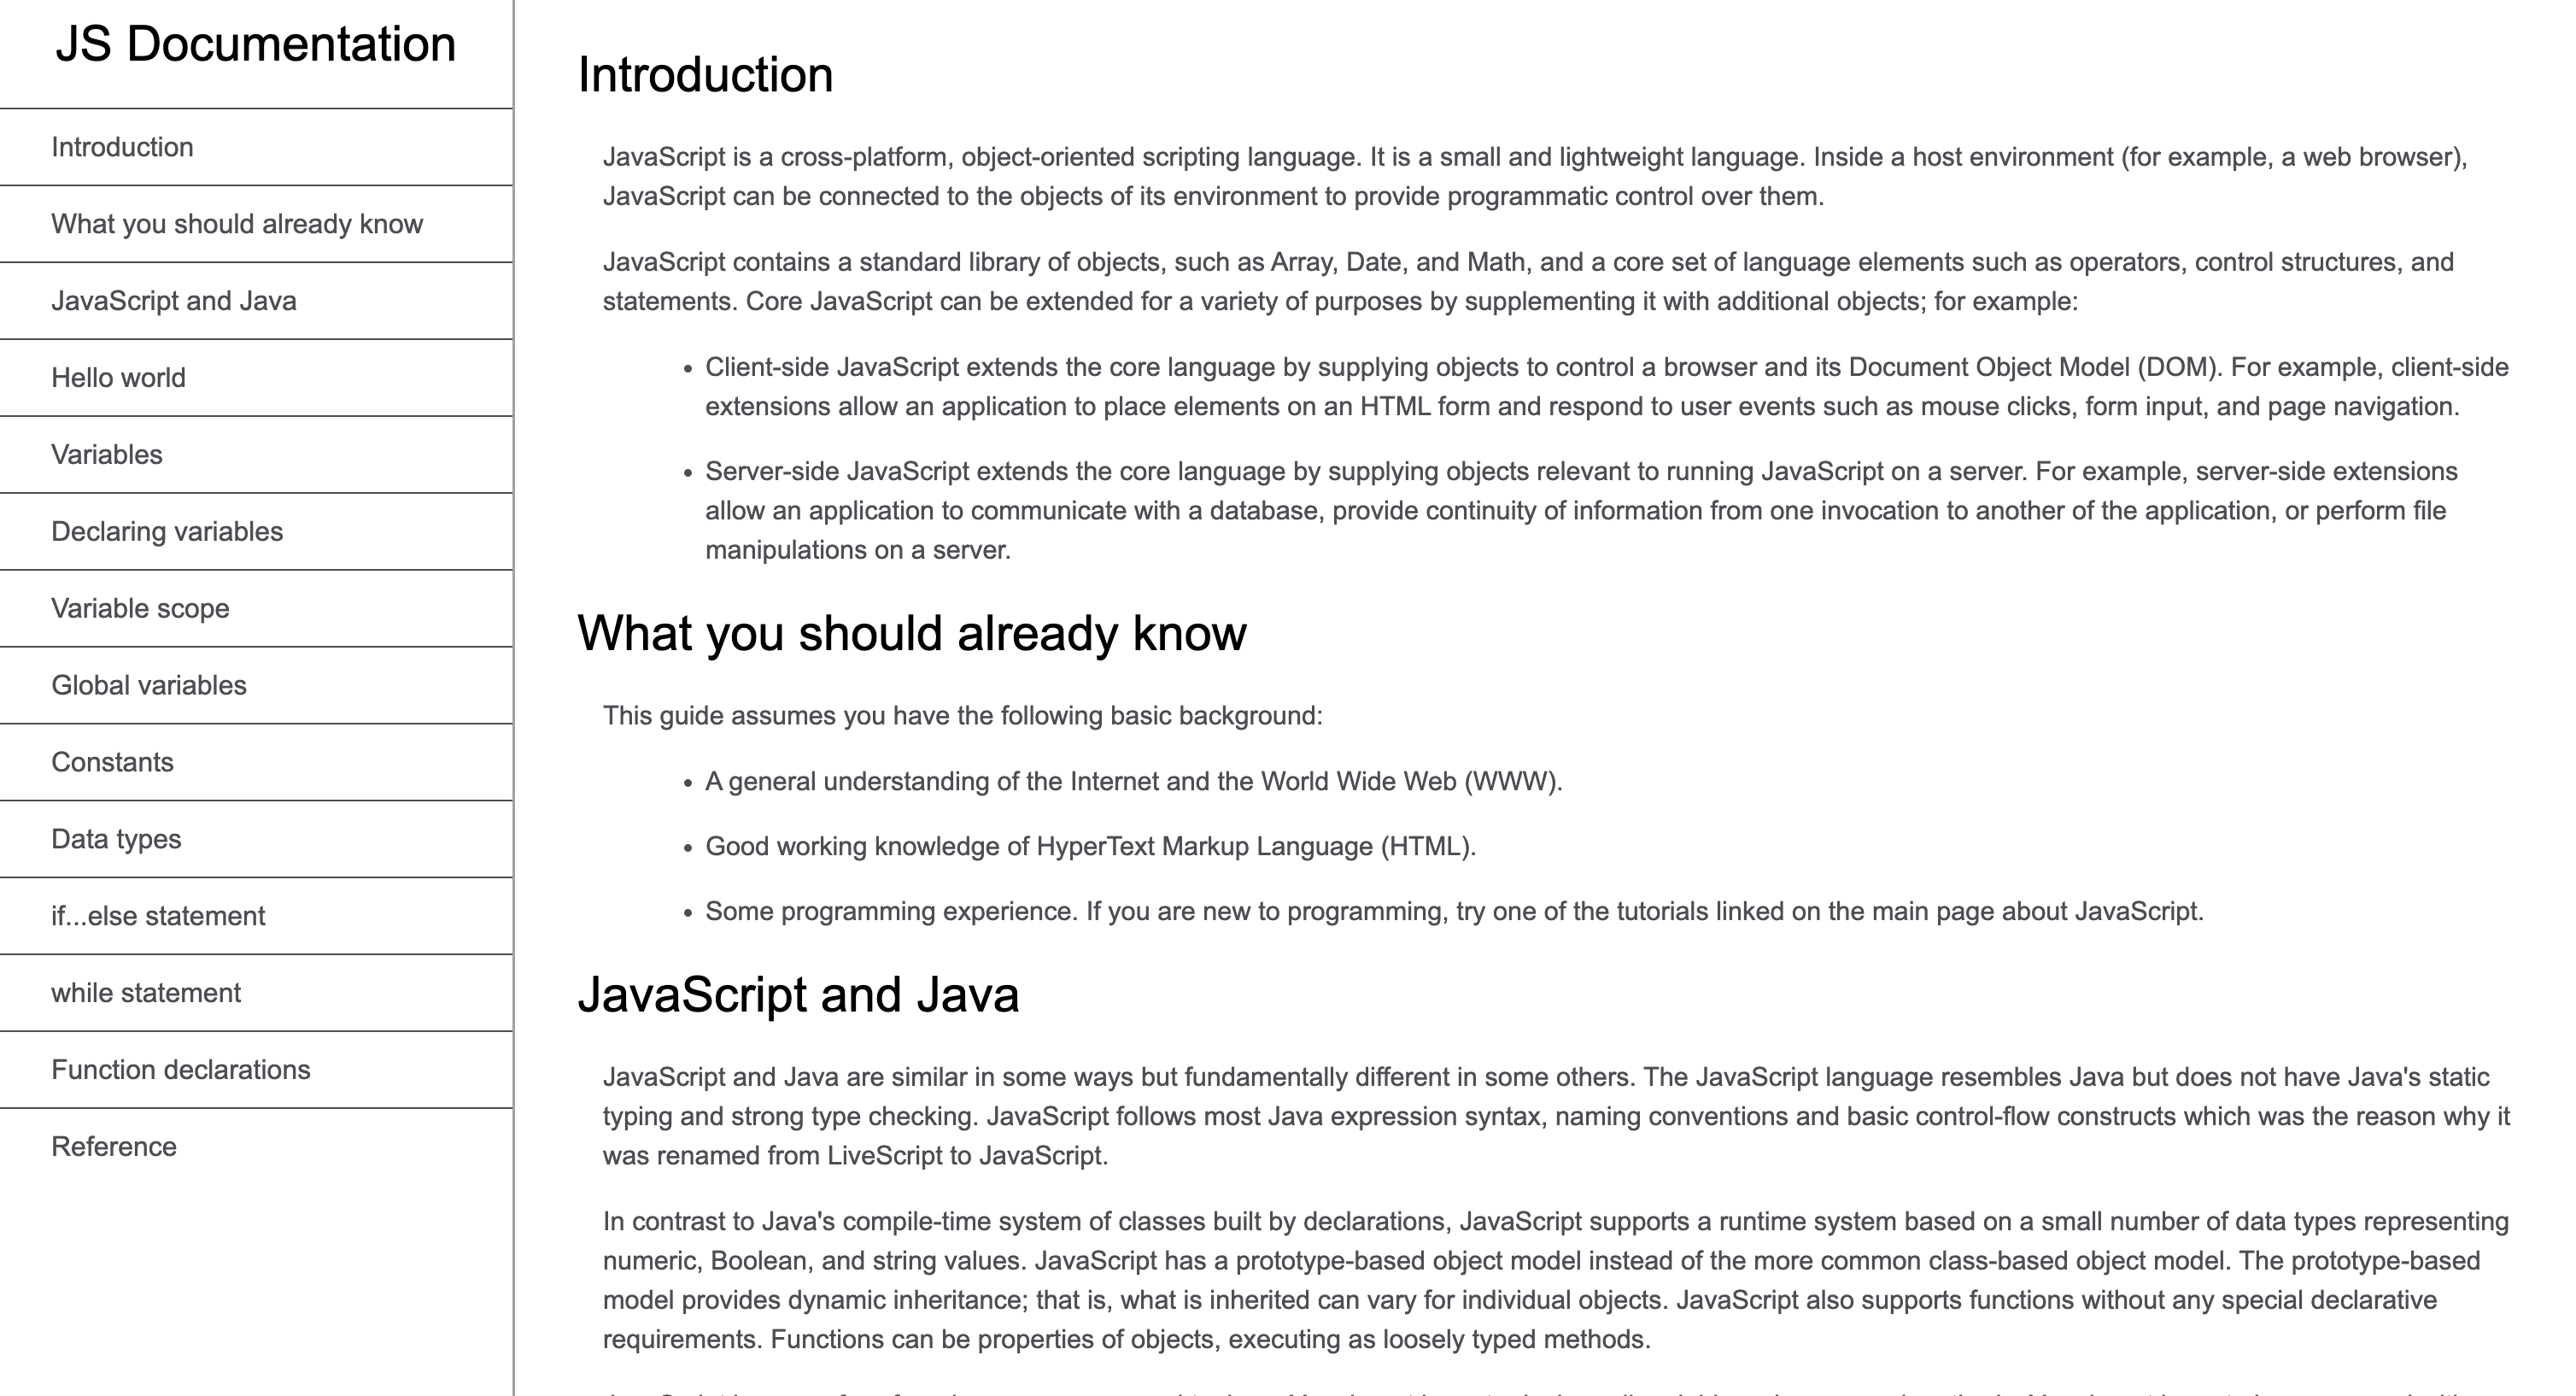 JS Documentation
Introduction
What you should already know
JavaScript and Java
Hello world
Variables
Declaring variables
Variable scope
Global variables
Constants
Data types
if...else statement
while statement
Function declarations
Reference
Introduction
JavaScript is a cross-platform, object-oriented scripting language. It is a small and lightweight language. Inside a host environment (for example, a web browser),
JavaScript can be connected to the objects of its environment to provide programmatic control over them.
JavaScript contains a standard library of objects, such as Array, Date, and Math, and a core set of language elements such as operators, control structures, and
statements. Core JavaScript can be extended for a variety of purposes by supplementing it with additional objects; for example:
• Client-side JavaScript extends the core language by supplying objects to control a browser and its Document Object Model (DOM). For example, client-side
extensions allow an application to place elements on an HTML form and respond to user events such as mouse clicks, form input, and page navigation.
• Server-side JavaScript extends the core language by supplying objects relevant to running JavaScript on a server. For example, server-side extensions
allow an application to communicate with a database, provide continuity of information from one invocation to another of the application, or perform file
manipulations on a server.
What you should already know
This guide assumes you have the following basic background:
• A general understanding of the Internet and the World Wide Web (WWW).
• Good working knowledge of HyperText Markup Language (HTML).
• Some programming experience. If you are new to programming, try one of the tutorials linked on the main page about JavaScript.
JavaScript and Java
JavaScript and Java are similar in some ways but fundamentally different in some others. The JavaScript language resembles Java but does not have Java's static
typing and strong type checking. JavaScript follows most Java expression syntax, naming conventions and basic control-flow constructs which was the reason why it
was renamed from LiveScript to JavaScript.
In contrast to Java's compile-time system of classes built by declarations, JavaScript supports a runtime system based on a small number of data types representing
numeric, Boolean, and string values. JavaScript has a prototype-based object model instead of the more common class-based object model. The prototype-based
model provides dynamic inheritance; that is, what is inherited can vary for individual objects. JavaScript also supports functions without any special declarative
requirements. Functions can be properties of objects, executing as loosely typed methods.